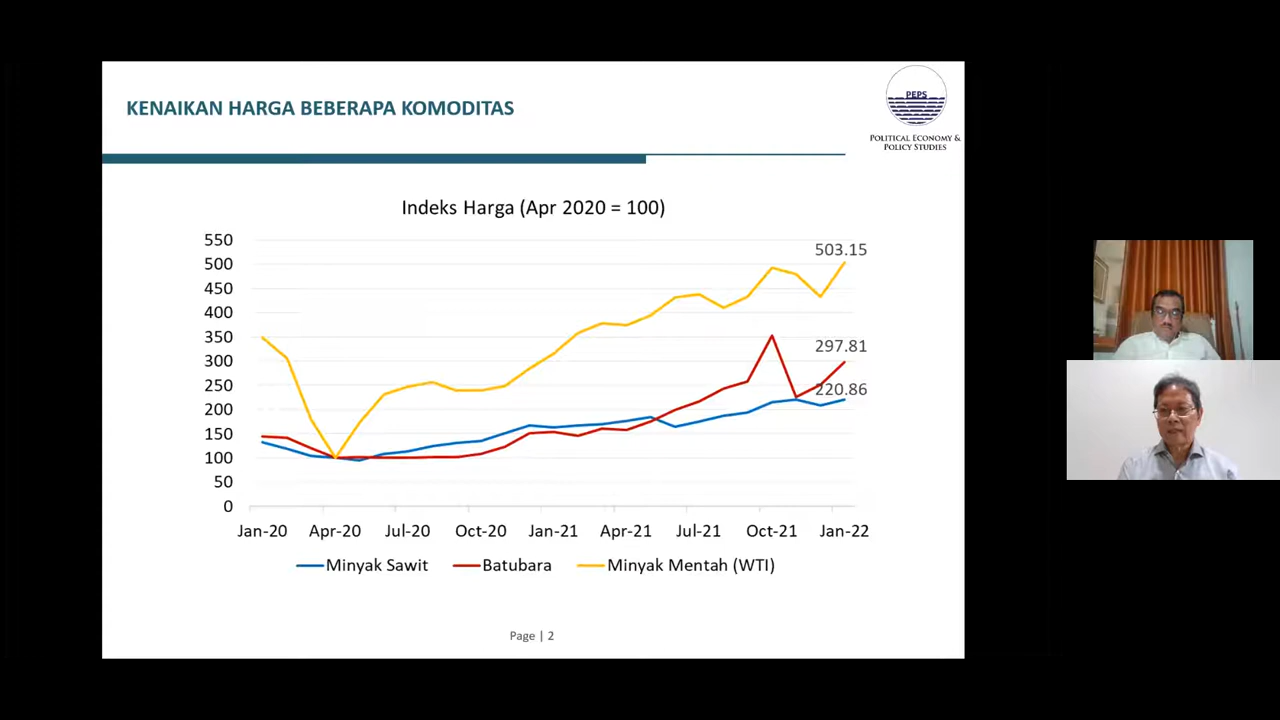 KENAIKAN HARGA BEBERAPA KOMODITAS
PEPS
POLITICAL ECONOMY &
POLICY STUDIES
Indeks Harga (Apr 2020 = 100)
550
500
450
400
350
300
250
200
150
100
50
0
503.15
297.81
220.86
Jan-20 Apr-20 Jul-20 Oct-20 Jan-21 Apr-21 Jul-21 Oct-21 Jan-22
Minyak Sawit Batubara Minyak Mentah (WTI)
Page | 2